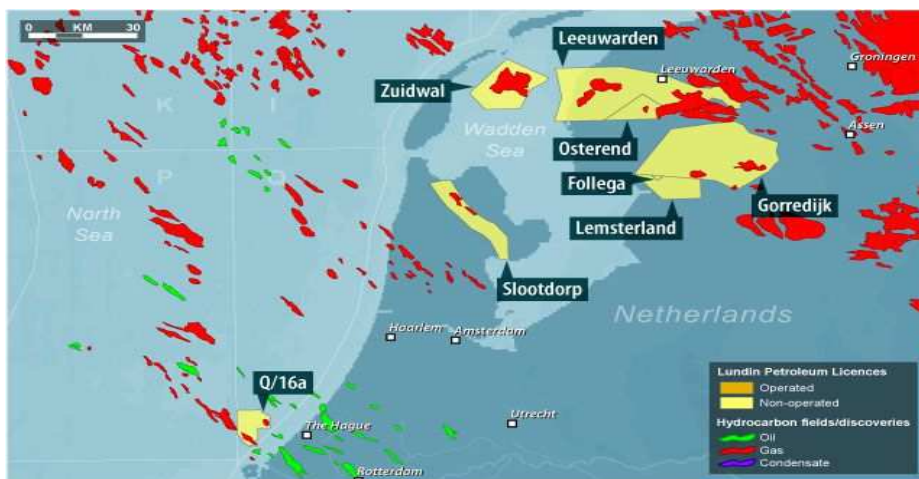 0 KM 30
Leeuwarden
Groningen
Leeuwarden
Zuidwal
K
Wadden
Sea
Assen
Osterend
P
Follega
North
Sea
Gorredijk
Lemsterland
Slootdorp
Netherlands
Haarlem
Amsterdam
Q/16a
Lundin Petroleum Licences
Operated
Non-operated
Utrecht
Hydrocarbon fields/discoveries
The Hague
Oil
Gas
Condensate
Rotterdam